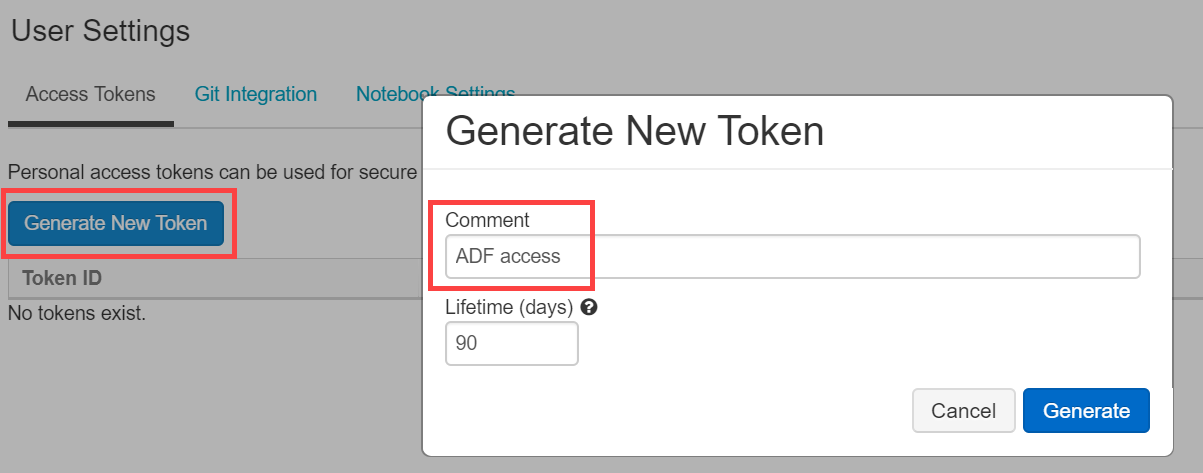 User Settings
Access Tokens Git Integration Notebook Settings
Personal access tokens can be used for secure
Generate New Token
Token ID
No tokens exist.
Generate New Token
Comment
ADF access
Lifetime (days) ?
90
Cancel Generate